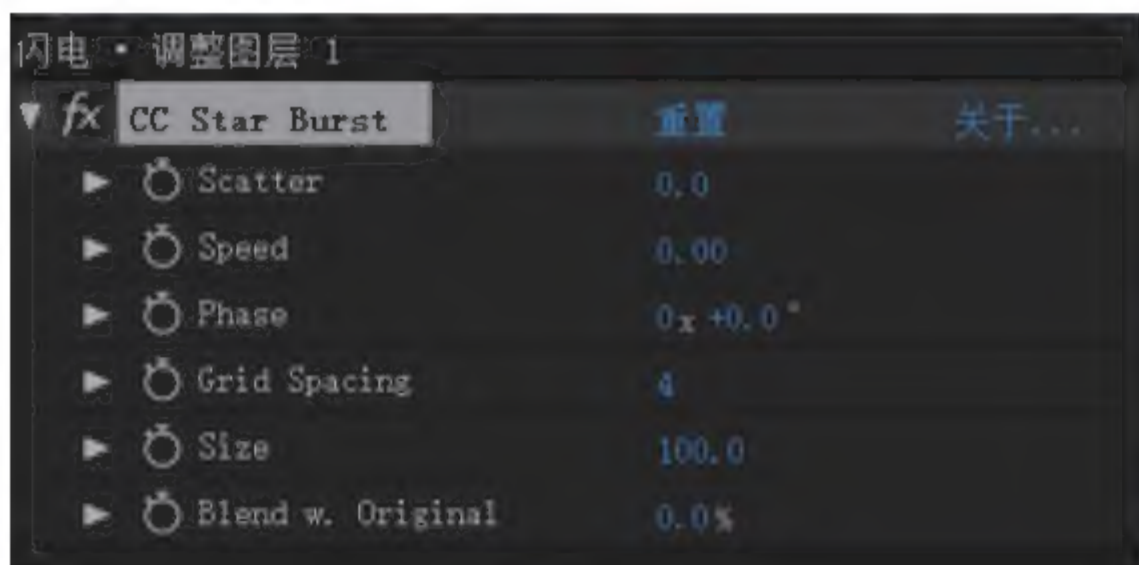 闪电 • 调整图层 1
fx CC Star Burst 重置 关于...
Scatter 0.0
Speed 0.00
Phase 0x +0.0°
Grid Spacing 4
Size 100.0
Blend w. Original 0.0%